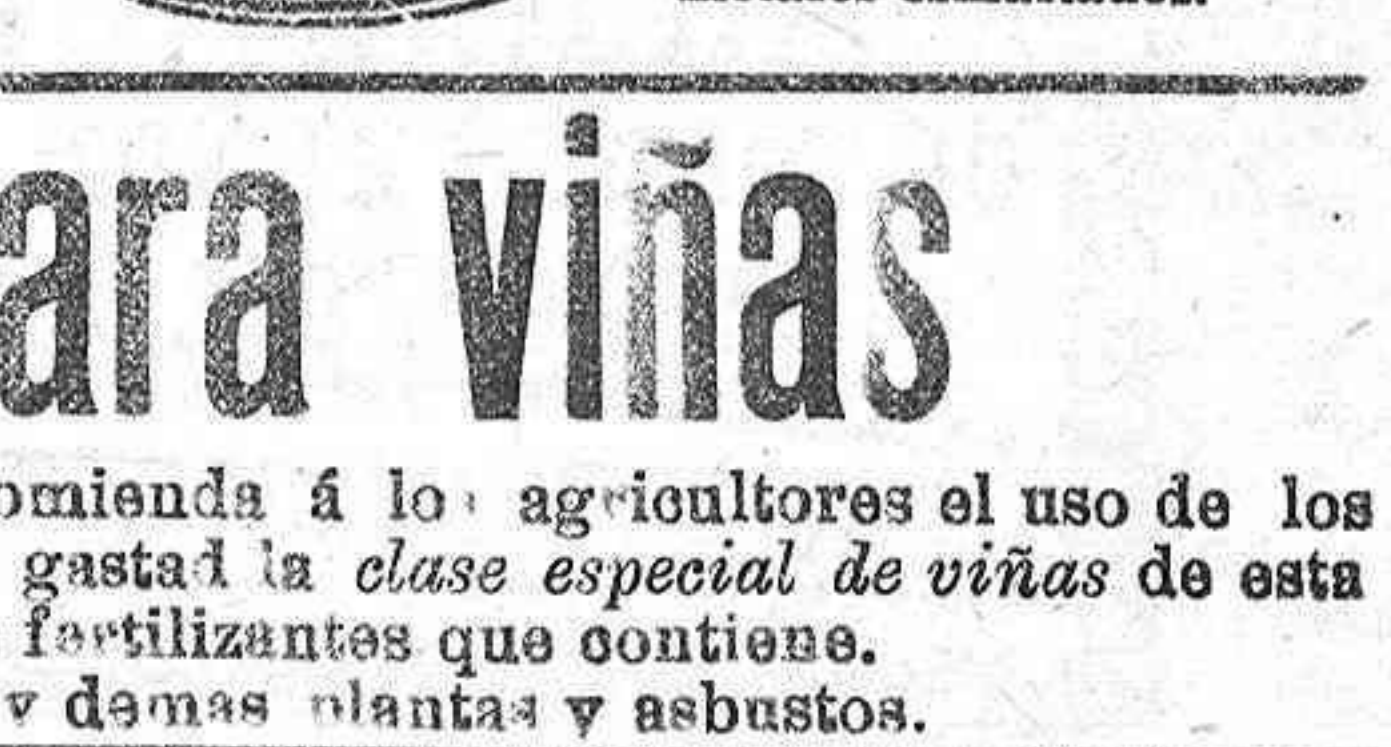 ara viñas
omienda á los agricultores el uso de los
gastad la clase especial de viñas de esta
fertilizantes que contiene.
y demas plantas y asbustos.